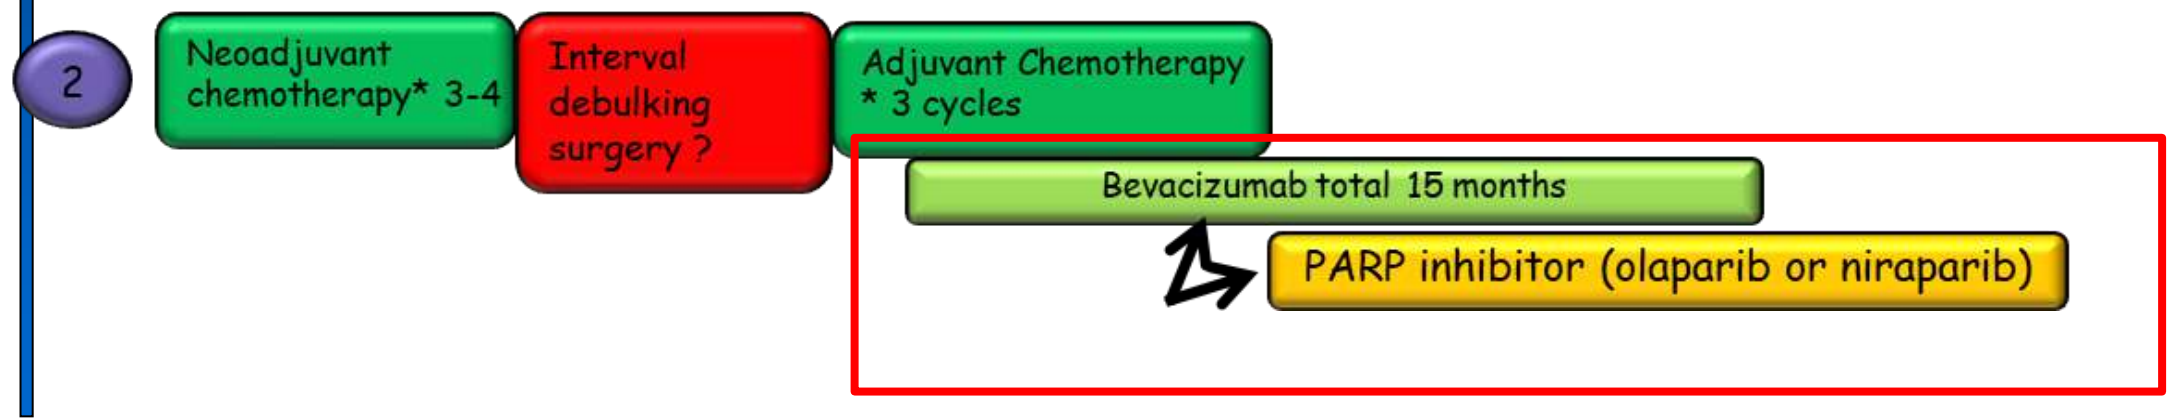 2
Neoadjuvant
chemotherapy* 3-4
Interval
debulking
surgery ?
Adjuvant Chemotherapy
* 3 cycles
Bevacizumab total 15 months
PARP inhibitor (olaparib or niraparib)